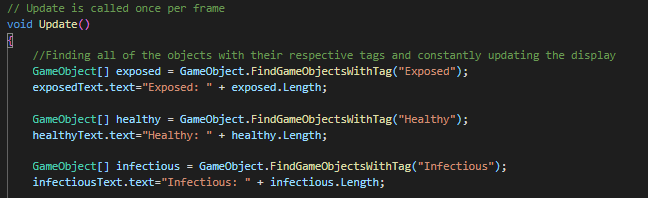 // Update is called once per frame
void Update()
{
//Finding all of the objects with their respective tags and constantly updating the display
GameObject[] exposed = GameObject.FindGameObjectsWithTag("Exposed");
exposedText.text="Exposed: " + exposed.Length;
GameObject[] healthy = GameObject.FindGameObjectsWithTag("Healthy");
healthyText.text="Healthy: " + healthy.Length;
GameObject[] infectious = GameObject.FindGameObjectsWithTag("Infectious");
infectiousText.text="Infectious: " + infectious.Length;